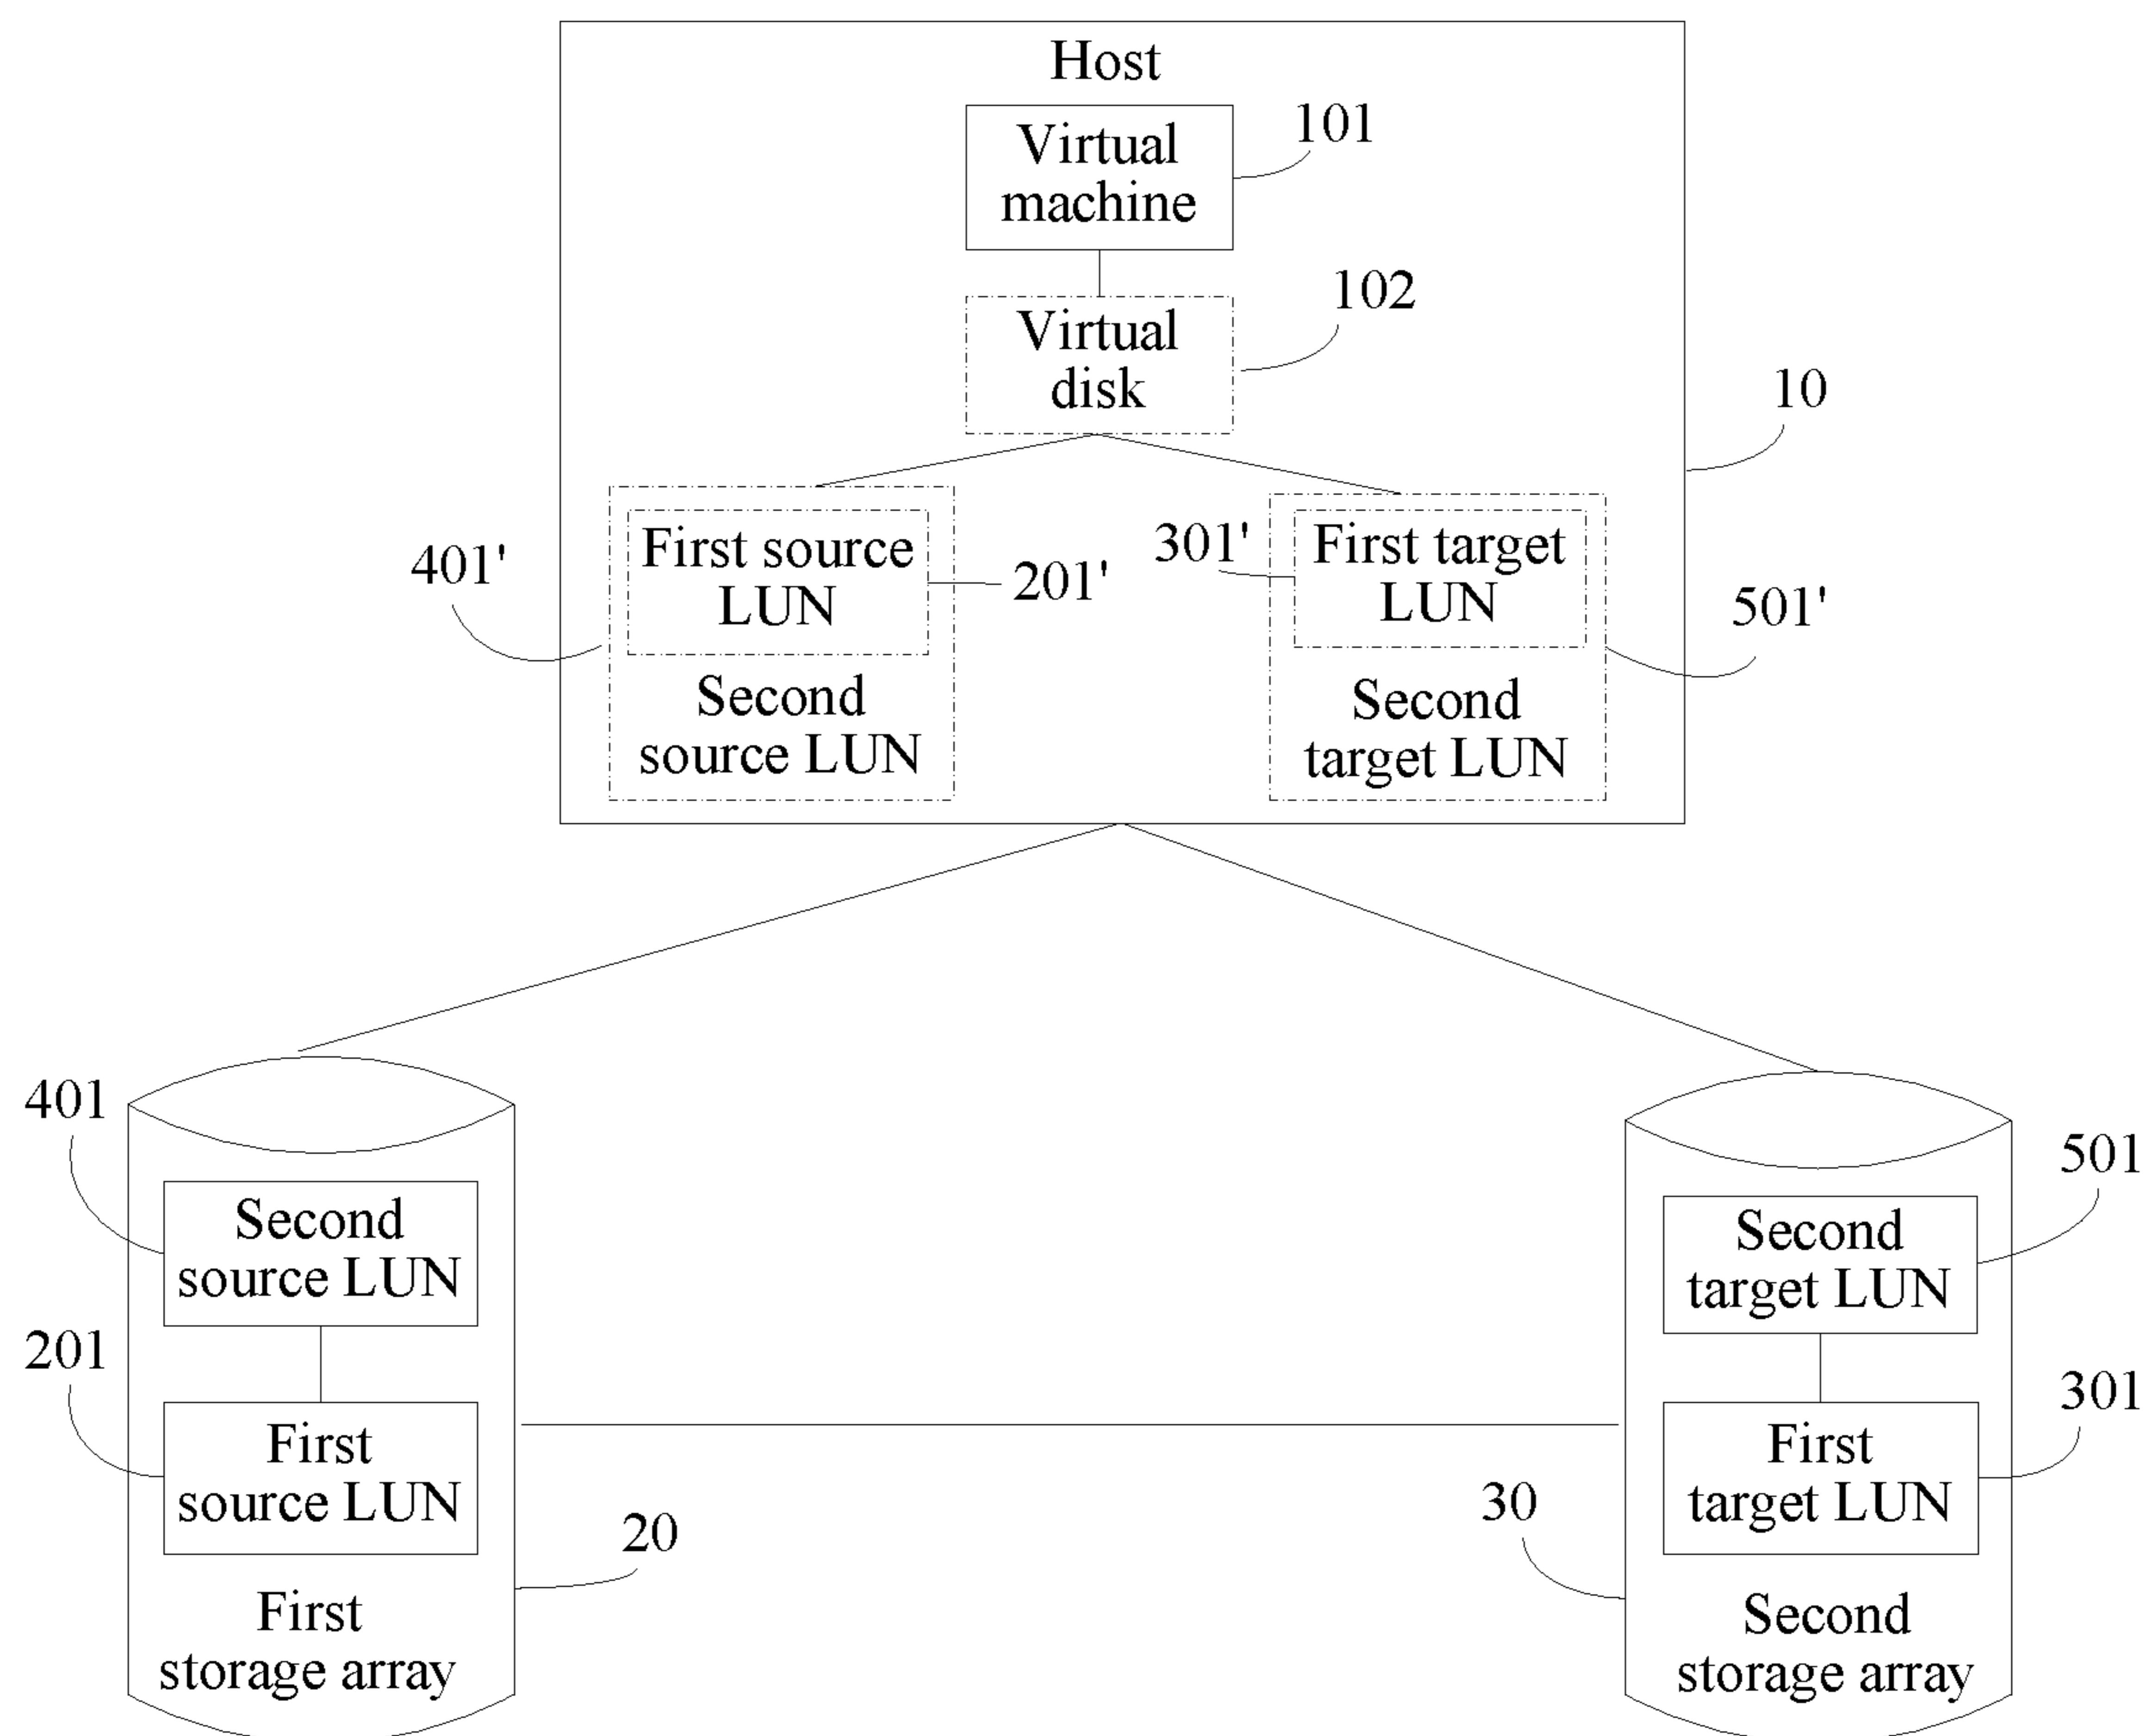 Host
Virtual
machine
101
Virtual
disk
102
10
First source
LUN
Second
source LUN
401'
201'
301'
First target
LUN
Second
target LUN
501'
401
Second
source LUN
201
First
source LUN
First
storage array
20
501
Second
target LUN
301
First
target LUN
30
Second
storage array